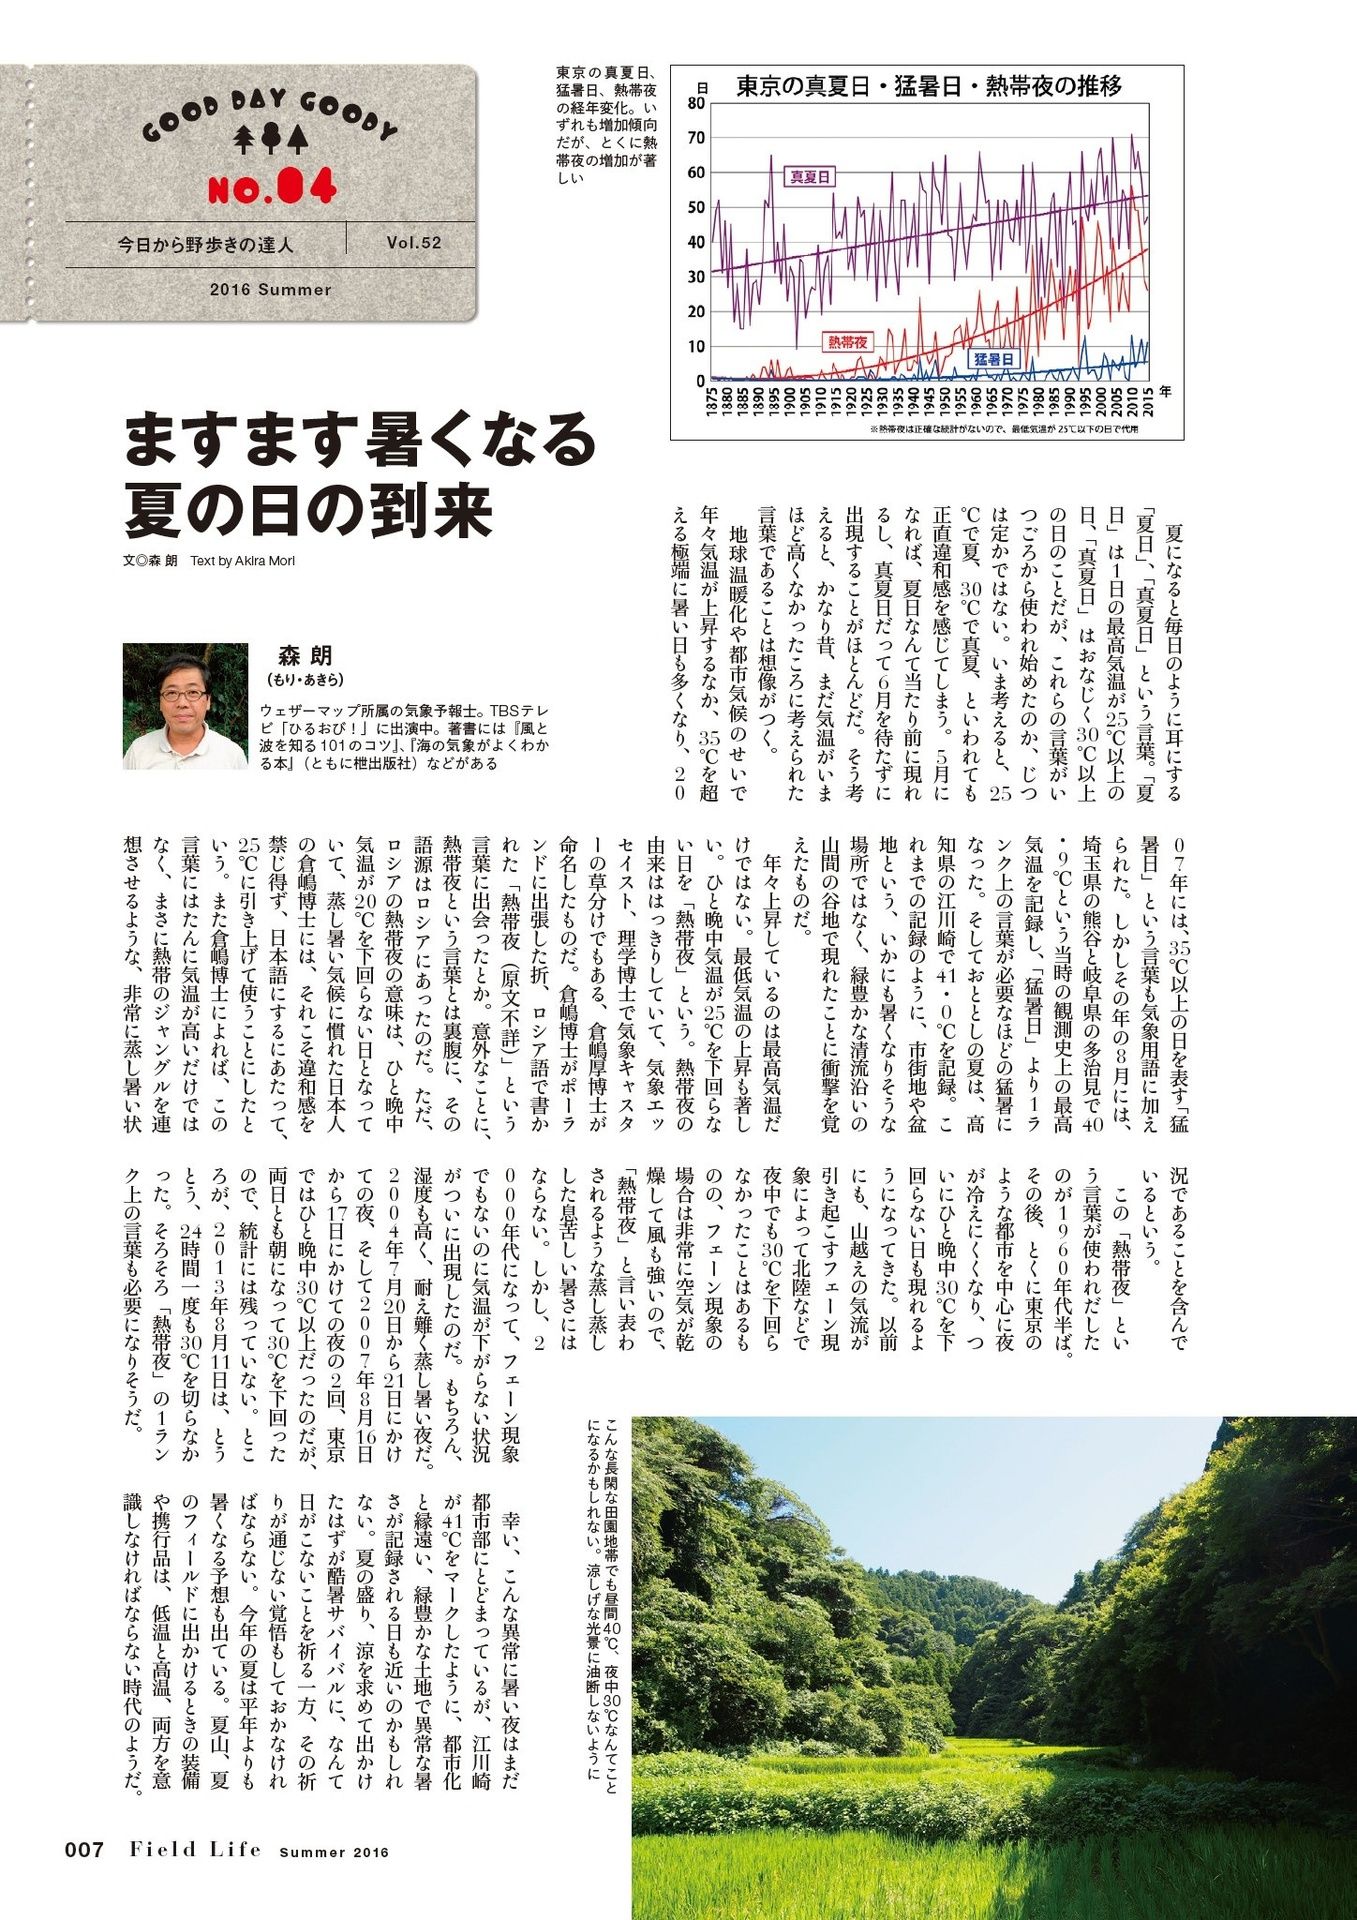 GOOD DAY GOODY
NO.04
今日から野歩きの達人
Vol.52
2016 Summer
東京の真夏日、
猛暑日、熱帯夜
の経年変化。い
ずれも増加傾向
だが、とくに熱
帯夜の増加が著
しい
東京の真夏日・猛暑日・熱帯夜の推移
日
80
70
60
50
40
30
20
10
0
真夏日
熱帯夜
猛暑日
1875 1880 1885 1890 1895 1900 1905 1910 1915 1920 1925 1930 1935 1940 1945 1950 1955 1960 1965 1970 1975 1980 1985 1990 1995 2000 2005 2010 2015 年
※熱帯夜は正確な統計がないので、最低気温が25℃以下の日で代用
ますます暑くなる
夏の日の到来
文◎森 朗 Text by Akira Mori
森 朗
(もり・あきら)
ウェザーマップ所属の気象予報士。TBSテレ
ビ「ひるおび！」に出演中。著書には『風と
波を知る101のコツ』、『海の気象がよくわか
る本』（ともに枻出版社）などがある
夏になると毎日のように耳にする
「夏日」、「真夏日」という言葉。「夏
日」は1日の最高気温が25℃以上の
日、「真夏日」はおなじく30℃以上
の日のことだが、これらの言葉がい
つごろから使われ始めたのか、じつ
は定かではない。いま考えると、25
℃で夏、30℃で真夏、といわれても
正直違和感を感じてしまう。5月に
なれば、夏日なんて当たり前に現れ
るし、真夏日だって6月を待たずに
出現することがほとんどだ。そう考
えると、かなり昔、まだ気温がいま
ほど高くなかったころに考えられた
言葉であることは想像がつく。
地球温暖化や都市気候のせいで
年々気温が上昇するなか、35℃を超
える極端に暑い日も多くなり、20
07年には、35℃以上の日を表す「猛
暑日」という言葉も気象用語に加え
られた。しかしその年の8月には、
埼玉県の熊谷と岐阜県の多治見で40
・9℃という当時の観測史上の最高
気温を記録し、「猛暑日」より1ラ
ンク上の言葉が必要なほどの猛暑に
なった。そしておととしの夏は、高
知県の江川崎で41・0℃を記録。こ
れまでの記録のように、市街地や盆
地という、いかにも暑くなりそうな
場所ではなく、緑豊かな清流沿いの
山間の谷地で現れたことに衝撃を覚
えたものだ。
年々上昇しているのは最高気温だ
けではない。最低気温の上昇も著し
い。ひと晩中気温が25℃を下回らな
い日を「熱帯夜」という。熱帯夜の
由来ははっきりしていて、気象エッ
セイスト、理学博士で気象キャスタ
ーの草分けでもある、倉嶋厚博士が
命名したものだ。倉嶋博士がポーラ
ンドに出張した折、ロシア語で書か
れた「熱帯夜（原文不詳）」という
言葉に出会ったとか。意外なことに、
熱帯夜という言葉とは裏腹に、その
語源はロシアにあったのだ。ただ、
ロシアの熱帯夜の意味は、ひと晩中
気温が20℃を下回らない日となって
いて、蒸し暑い気候に慣れた日本人
の倉嶋博士には、それこそ違和感を
禁じ得ず、日本語にするにあたって、
25℃に引き上げて使うことにしたと
いう。また倉嶋博士によれば、この
言葉にはたんに気温が高いだけでは
なく、まさに熱帯のジャングルを連
想させるような、非常に蒸し暑い状
況であることを含んで
いるという。
この「熱帯夜」とい
う言葉が使われだした
のが1960年代半ば。
その後、とくに東京の
ような都市を中心に夜
が冷えにくくなり、つ
いにひと晩中30℃を下
回らない日も現れるよ
うになってきた。以前
にも、山越えの気流が
引き起こすフェーン現
象によって北陸などで
夜中でも30℃を下回ら
なかったことはあるも
のの、フェーン現象の
場合は非常に空気が乾
燥して風も強いので、
「熱帯夜」と言い表わ
されるような蒸し蒸し
した息苦しい暑さには
ならない。しかし、2
000年代になって、フェーン現象
でもないのに気温が下がらない状況
がついに出現したのだ。もちろん、
湿度も高く、耐え難く蒸し暑い夜だ。
2004年7月20日から21日にかけ
ての夜、そして2007年8月16日
から17日にかけての夜の2回、東京
ではひと晩中30℃以上だったのだが、
両日とも朝になって30℃を下回った
ので、統計には残っていない。とこ
ろが、2013年8月11日は、とう
とう、24時間一度も30℃を切らなか
った。そろそろ「熱帯夜」の1ラン
ク上の言葉も必要になりそうだ。
幸い、こんな異常に暑い夜はまだ
都市部にとどまっているが、江川崎
が41℃をマークしたように、都市化
と縁遠い、緑豊かな土地で異常な暑
さが記録される日も近いのかもしれ
ない。夏の盛り、涼を求めて出かけ
たはずが酷暑サバイバルに、なんて
日がこないことを祈る一方、その祈
りが通じない覚悟もしておかなけれ
ばならない。今年の夏は平年よりも
暑くなる予想も出ている。夏山、夏
のフィールドに出かけるときの装備
や携行品は、低温と高温、両方を意
識しなければならない時代のようだ。
こんな長閑な田園地帯でも昼間40℃、夜中30℃なんてこと
になるかもしれない。涼しげな光景に油断しないように
007 Field Life Summer 2016